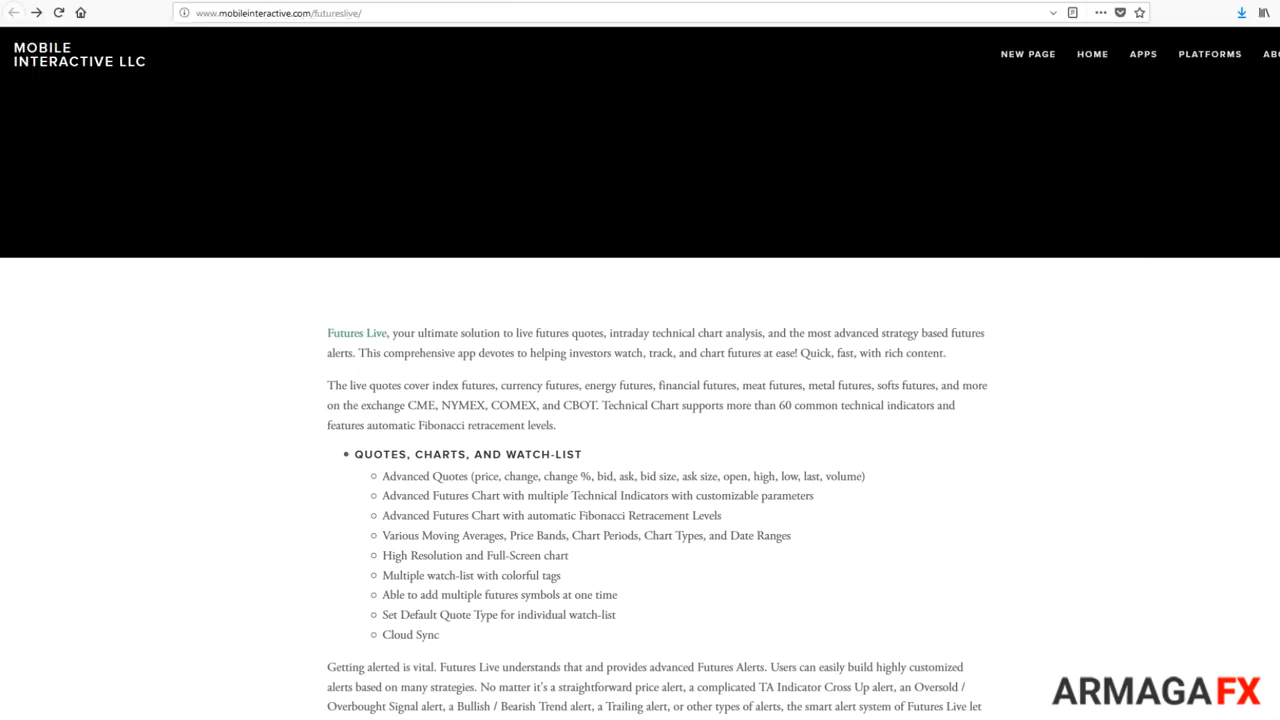 www.mobileinteractive.com/futureslive/
MOBILE
INTERACTIVE LLC
NEW PAGE HOME APPS PLATFORMS ABO
Futures Live, your ultimate solution to live futures quotes, intraday technical chart analysis, and the most advanced strategy based futures
alerts. This comprehensive app devotes to helping investors watch, track, and chart futures at ease! Quick, fast, with rich content.
The live quotes cover index futures, currency futures, energy futures, financial futures, meat futures, metal futures, softs futures, and more
on the exchange CME, NYMEX, COMEX, and CBOT. Technical Chart supports more than 60 common technical indicators and
features automatic Fibonacci retracement levels.
QUOTES, CHARTS, AND WATCH-LIST
Advanced Quotes (price, change, change %, bid, ask, bid size, ask size, open, high, low, last, volume)
Advanced Futures Chart with multiple Technical Indicators with customizable parameters
Advanced Futures Chart with automatic Fibonacci Retracement Levels
Various Moving Averages, Price Bands, Chart Periods, Chart Types, and Date Ranges
High Resolution and Full-Screen chart
Multiple watch-list with colorful tags
Able to add multiple futures symbols at one time
Set Default Quote Type for individual watch-list
Cloud Sync
Getting alerted is vital. Futures Live understands that and provides advanced Futures Alerts. Users can easily build highly customized
alerts based on many strategies. No matter it's a straightforward price alert, a complicated TA Indicator Cross Up alert, an Oversold /
Overbought Signal alert, a Bullish / Bearish Trend alert, a Trailing alert, or other types of alerts, the smart alert system of Futures Live let
ARMAGAFX